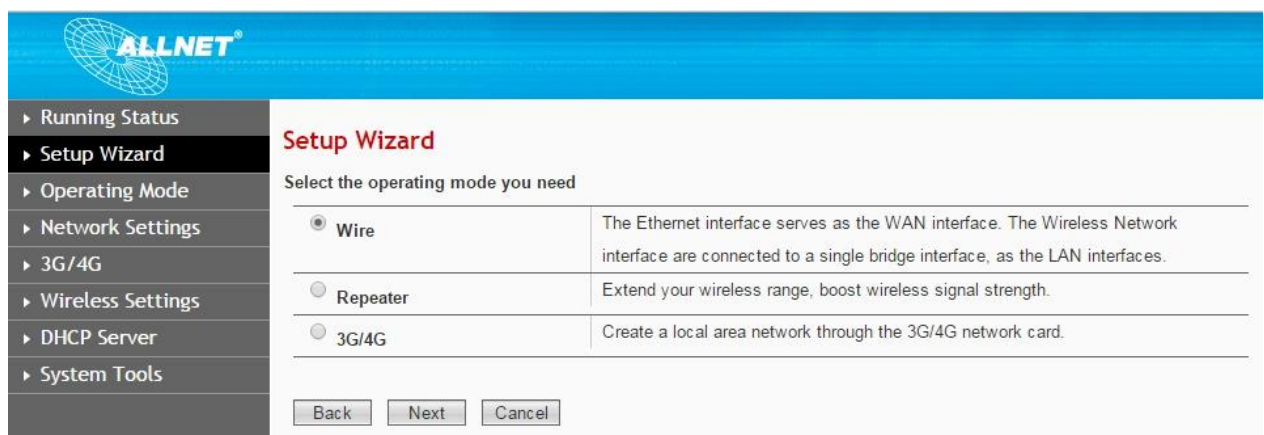 ALLNET®
Running Status
Setup Wizard
Operating Mode
Network Settings
3G/4G
Wireless Settings
DHCP Server
System Tools
Setup Wizard
Select the operating mode you need
Wire
The Ethernet interface serves as the WAN interface. The Wireless Network
interface are connected to a single bridge interface, as the LAN interfaces.
Repeater
Extend your wireless range, boost wireless signal strength.
3G/4G
Create a local area network through the 3G/4G network card.
Back Next Cancel